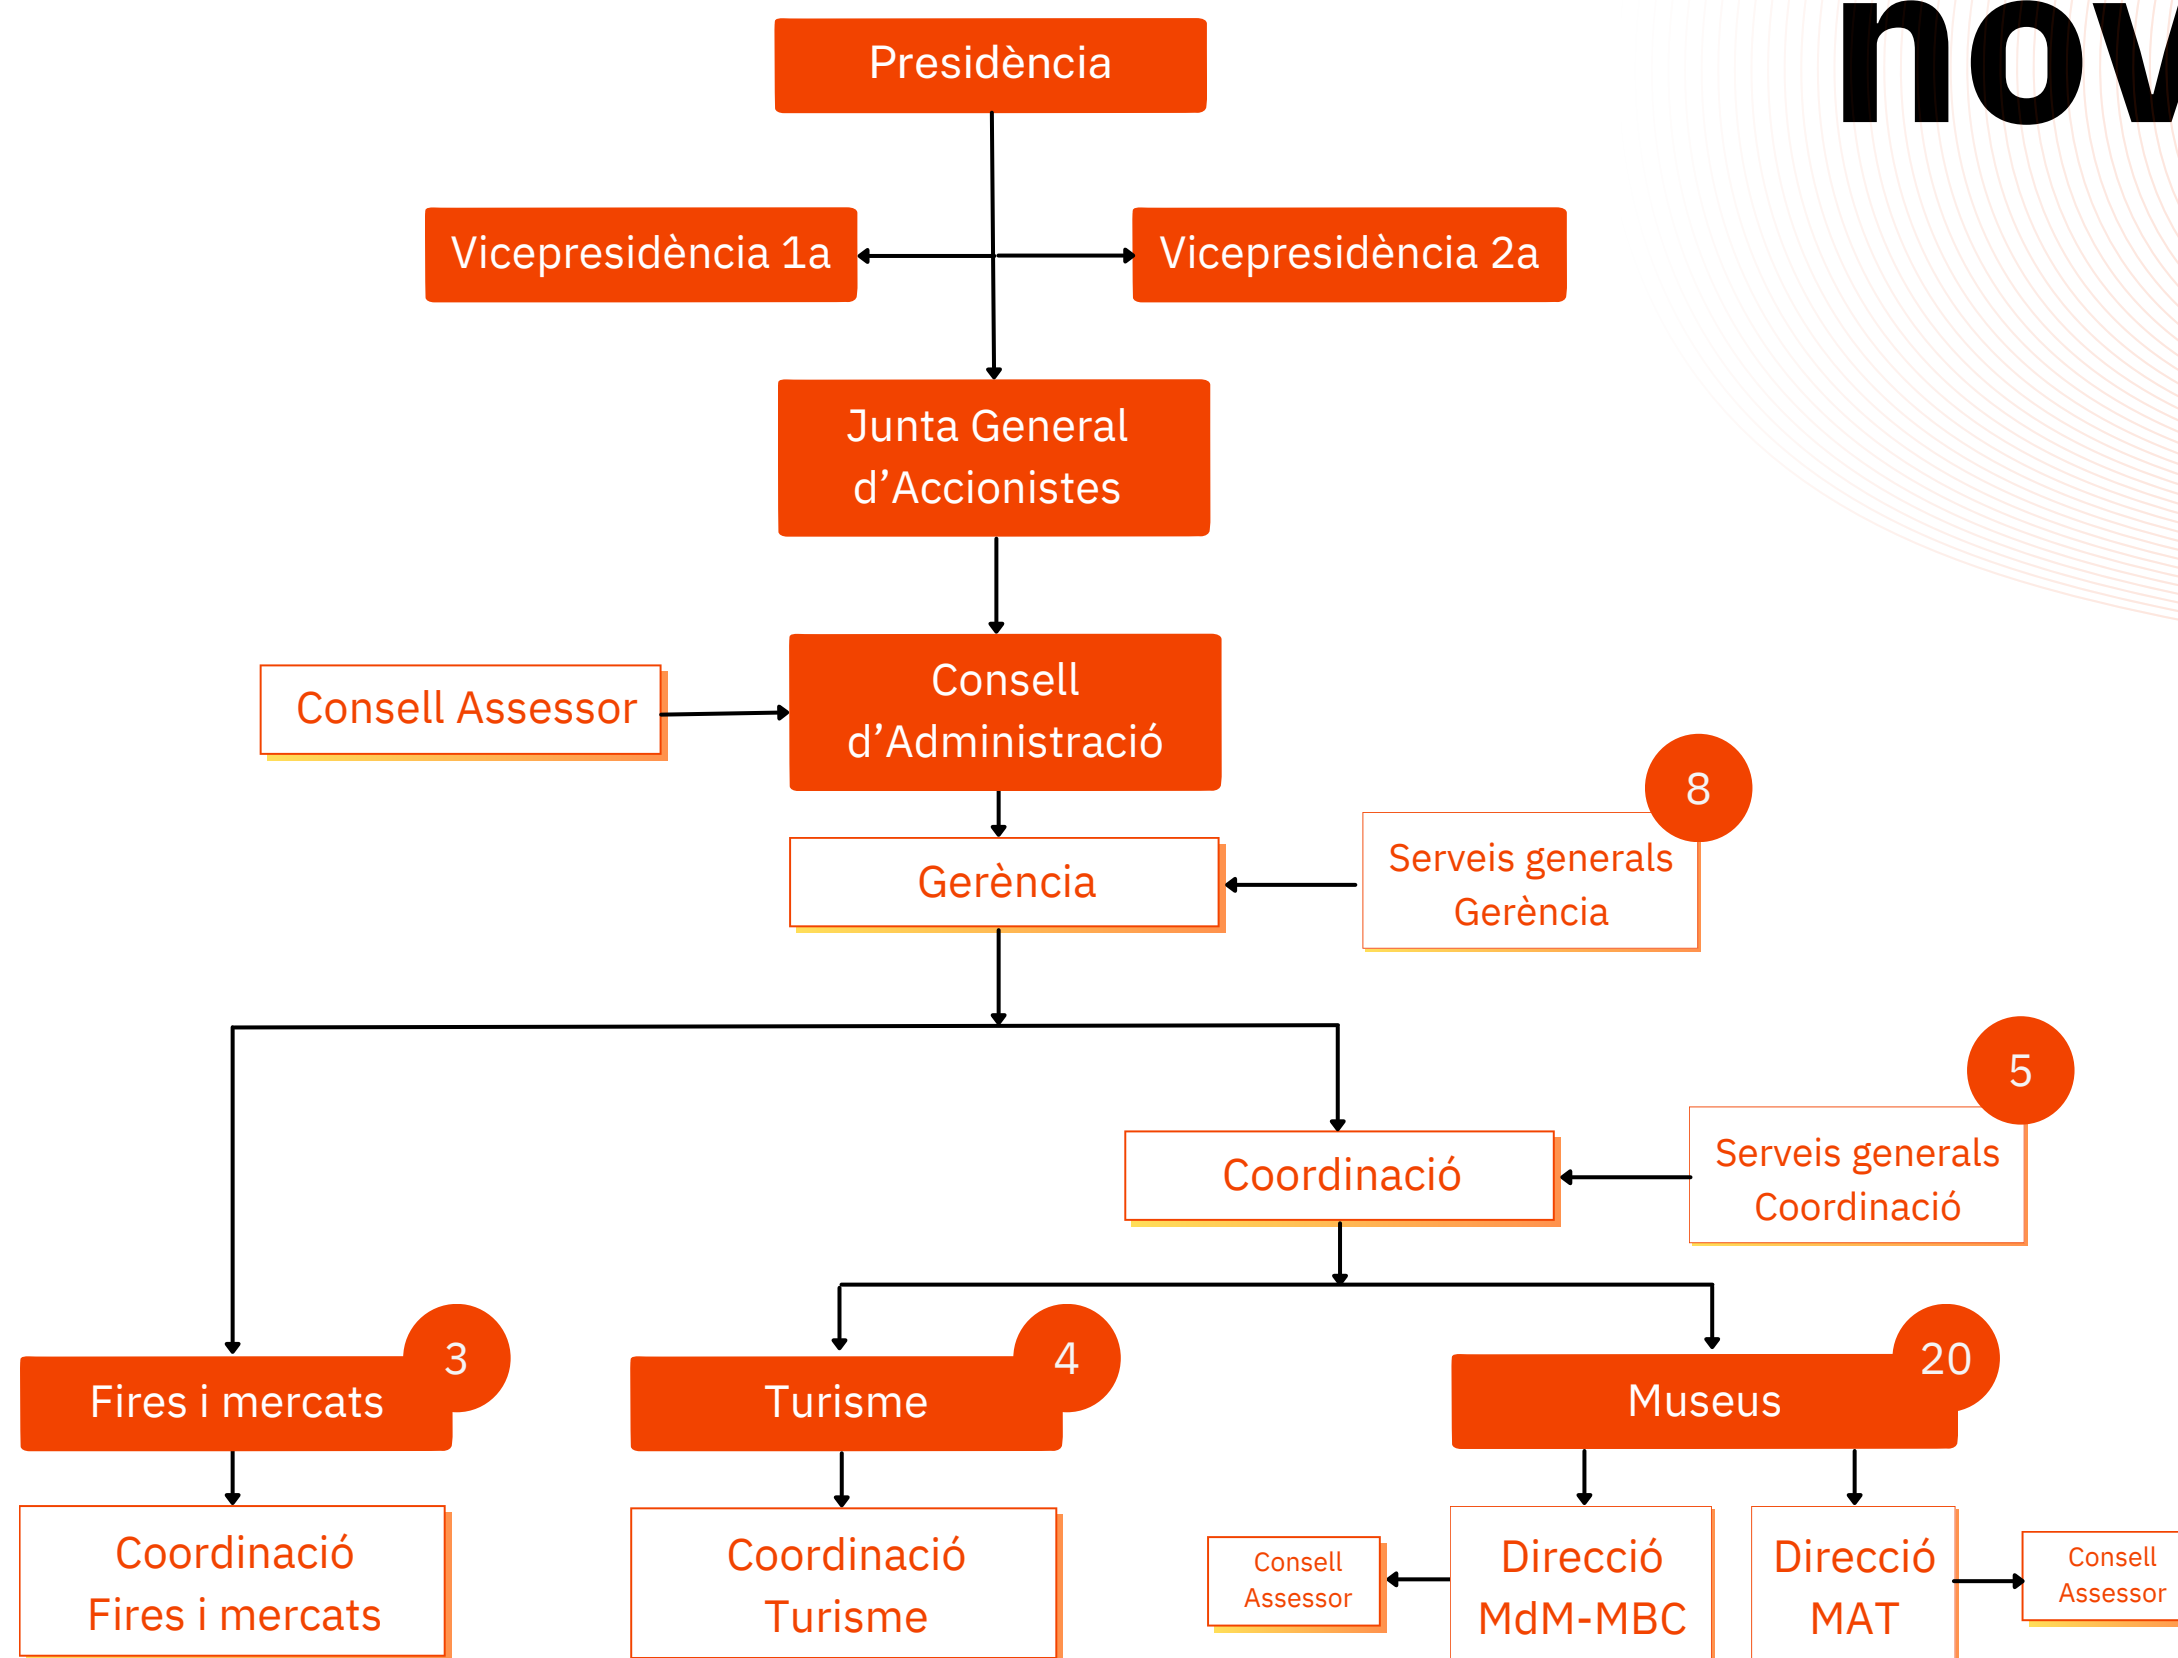 nov
Presidència
Vicepresidència 1a
Vicepresidència 2a
Junta General
d’Accionistes
Consell Assessor
Consell
d’Administració
8
Gerència
Serveis generals
Gerència
5
Coordinació
Serveis generals
Coordinació
3
Fires i mercats
4
Turisme
20
Museus
Coordinació
Fires i mercats
Coordinació
Turisme
Consell
Assessor
Direcció
MdM-MBC
Direcció
MAT
Consell
Assessor